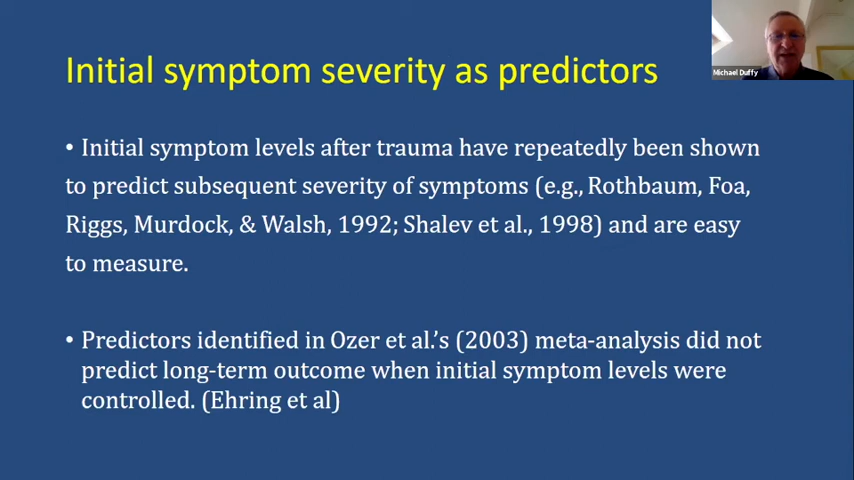 Initial symptom severity as predictors
Michael Duffy
• Initial symptom levels after trauma have repeatedly been shown
to predict subsequent severity of symptoms (e.g., Rothbaum, Foa,
Riggs, Murdock, & Walsh, 1992; Shalev et al., 1998) and are easy
to measure.
• Predictors identified in Ozer et al.’s (2003) meta-analysis did not
predict long-term outcome when initial symptom levels were
controlled. (Ehring et al)